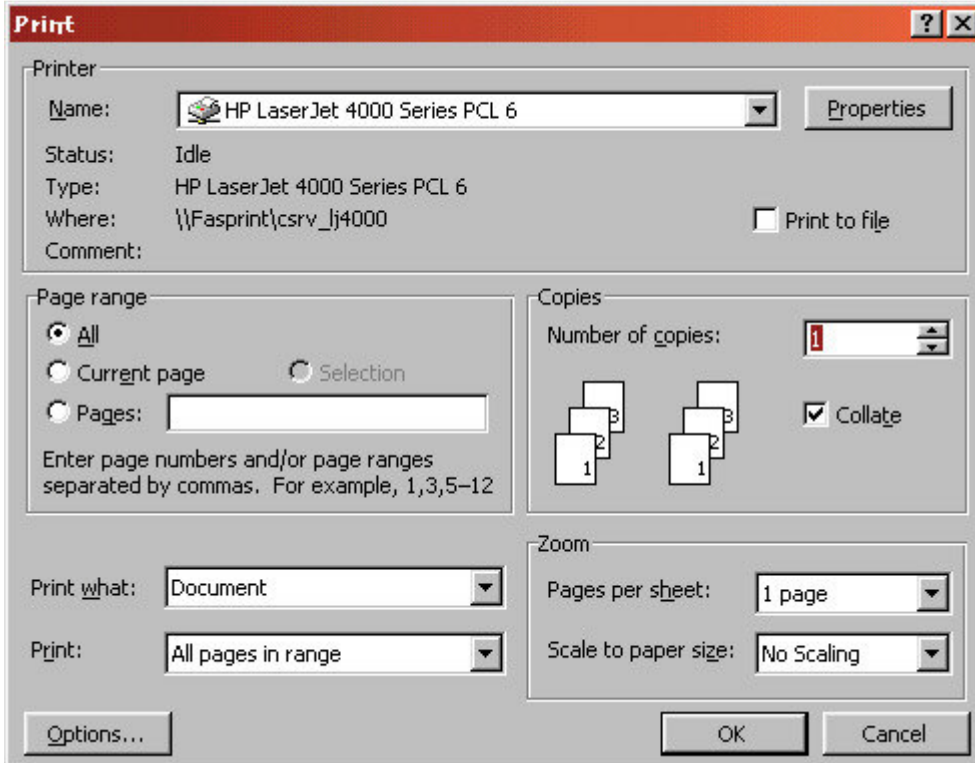 Print
Printer
Name: HP LaserJet 4000 Series PCL 6 Properties
Status: Idle
Type: HP LaserJet 4000 Series PCL 6
Where: \\Fasprint\csrv_lj4000 Print to file
Comment:
Page range
All
Current page Selection
Pages:
Enter page numbers and/or page ranges
separated by commas. For example, 1,3,5–12
Copies
Number of copies: 1
3 3
2 2
1 1
Collate
Print what: Document
Print: All pages in range
Zoom
Pages per sheet: 1 page
Scale to paper size: No Scaling
Options... OK Cancel